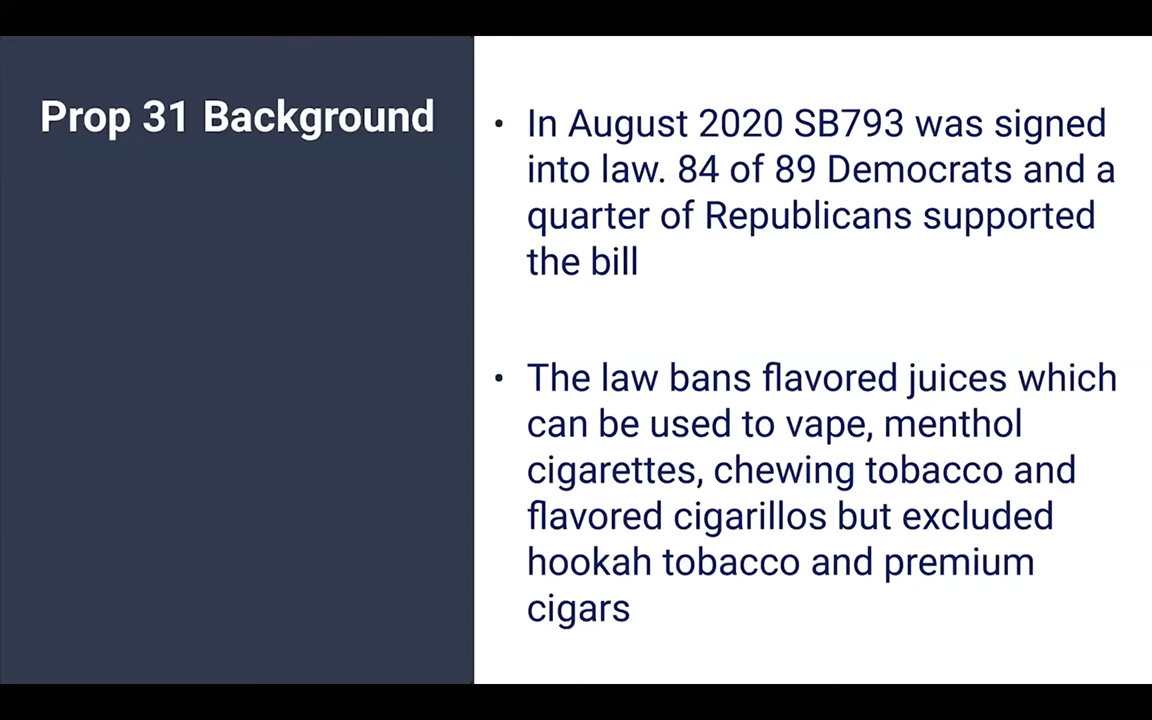 Prop 31 Background
• In August 2020 SB793 was signed
into law. 84 of 89 Democrats and a
quarter of Republicans supported
the bill
• The law bans flavored juices which
can be used to vape, menthol
cigarettes, chewing tobacco and
flavored cigarillos but excluded
hookah tobacco and premium
cigars